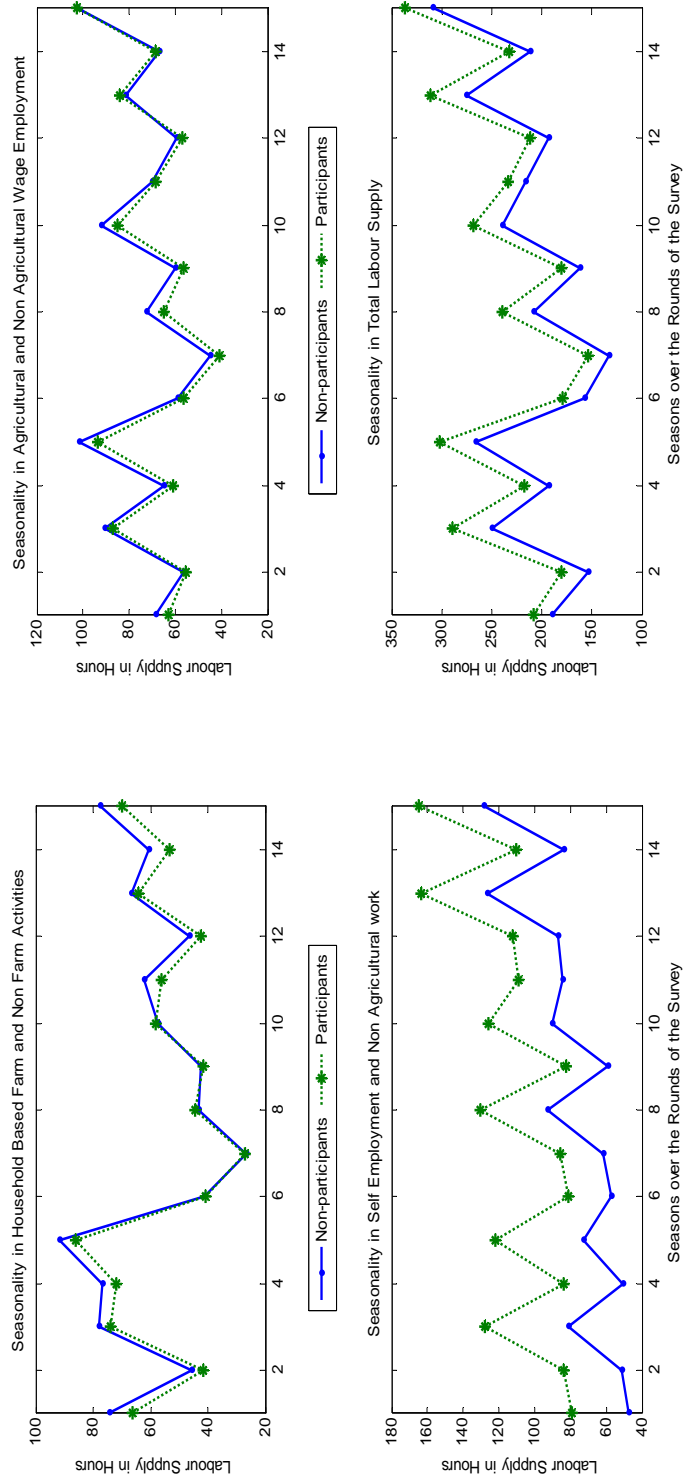 Seasonality in Household Based Farm and Non Farm Activities
100
80
60
40
20
Labour Supply in Hours
2 4 6 8 10 12 14
Non-participants Participants
Seasonality in Agricultural and Non Agricultural Wage Employment
120
100
80
60
40
20
Labour Supply in Hours
2 4 6 8 10 12 14
Non-participants Participants
Seasonality in Self Employment and Non Agricultural work
180
160
140
120
100
80
60
40
Labour Supply in Hours
2 4 6 8 10 12 14
Seasons over the Rounds of the Survey
Seasonality in Total Labour Supply
350
300
250
200
150
100
Labour Supply in Hours
2 4 6 8 10 12 14
Seasons over the Rounds of the Survey